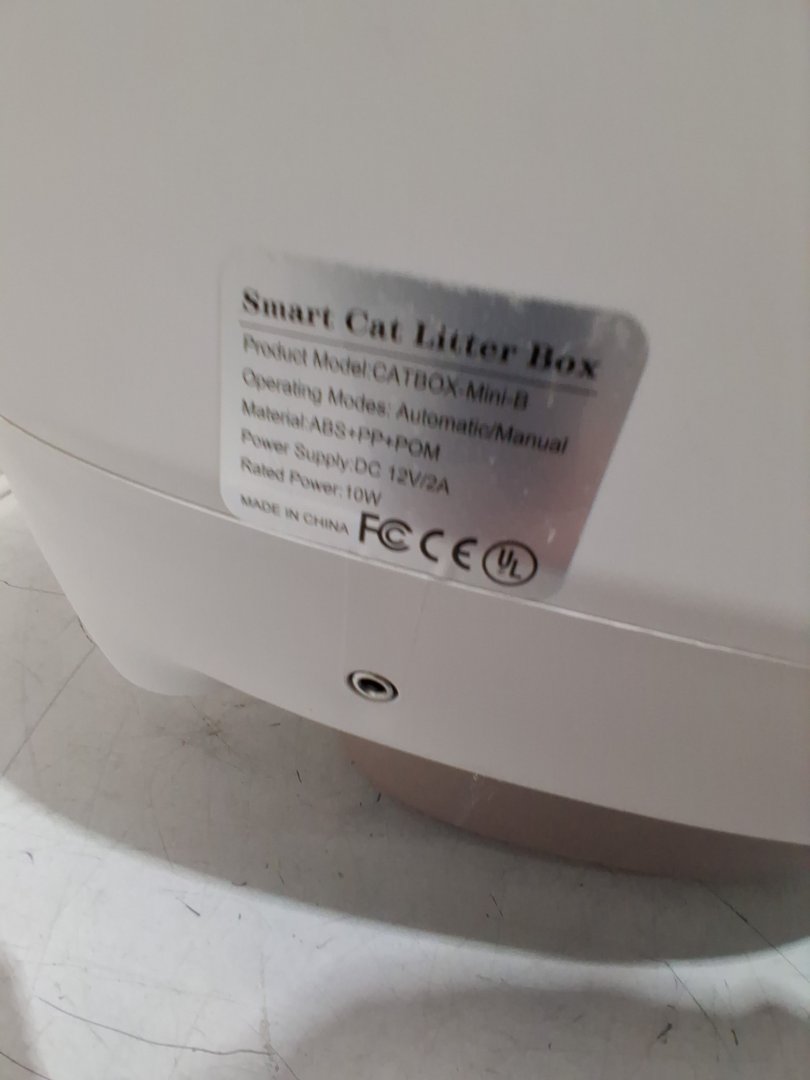 Smart Cat Litter Box
Product Model:CATBOX-Mini-B
Operating Modes: Automatic/Manual
Material:ABS+PP+POM
Power Supply:DC 12V/2A
Rated Power:10W
MADE IN CHINA FC CE UL